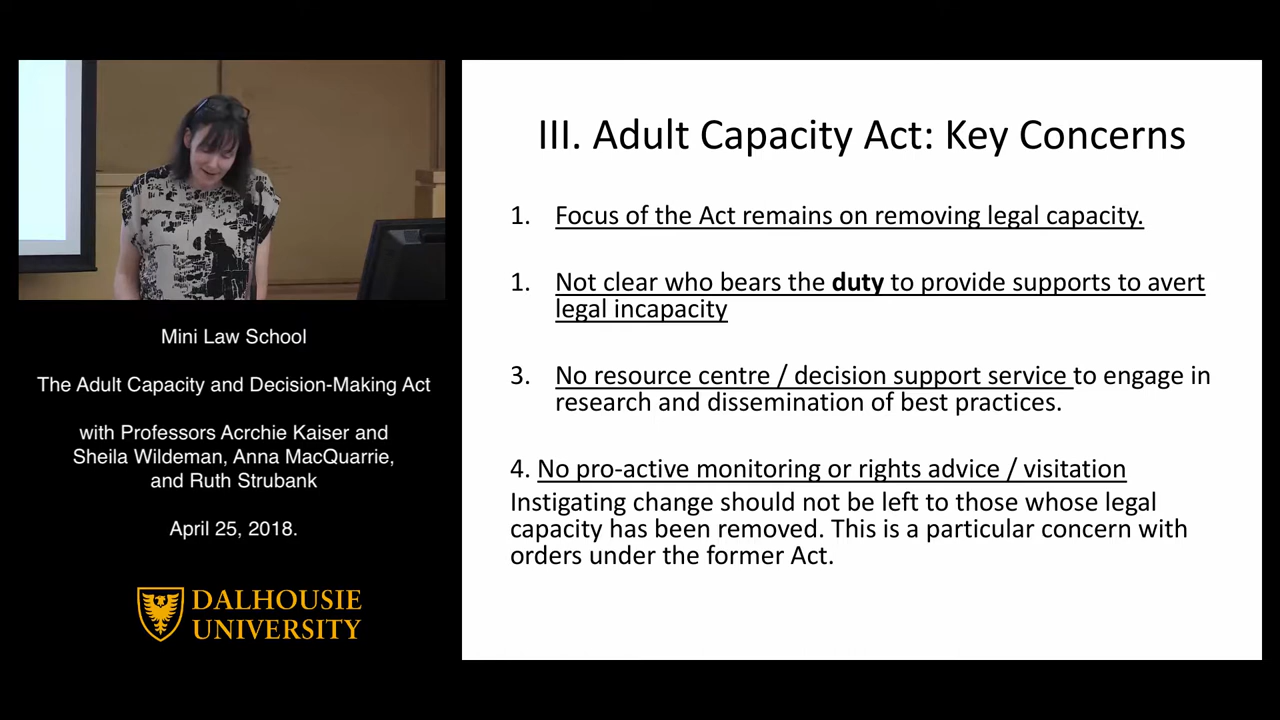 Mini Law School
The Adult Capacity and Decision-Making Act
with Professors Acrchie Kaiser and
Sheila Wildeman, Anna MacQuarrie,
and Ruth Strubank
April 25, 2018.
DALHOUSIE
UNIVERSITY
III. Adult Capacity Act: Key Concerns
1. Focus of the Act remains on removing legal capacity.
1. Not clear who bears the duty to provide supports to avert
legal incapacity
3. No resource centre / decision support service to engage in
research and dissemination of best practices.
4. No pro-active monitoring or rights advice / visitation
Instigating change should not be left to those whose legal
capacity has been removed. This is a particular concern with
orders under the former Act.